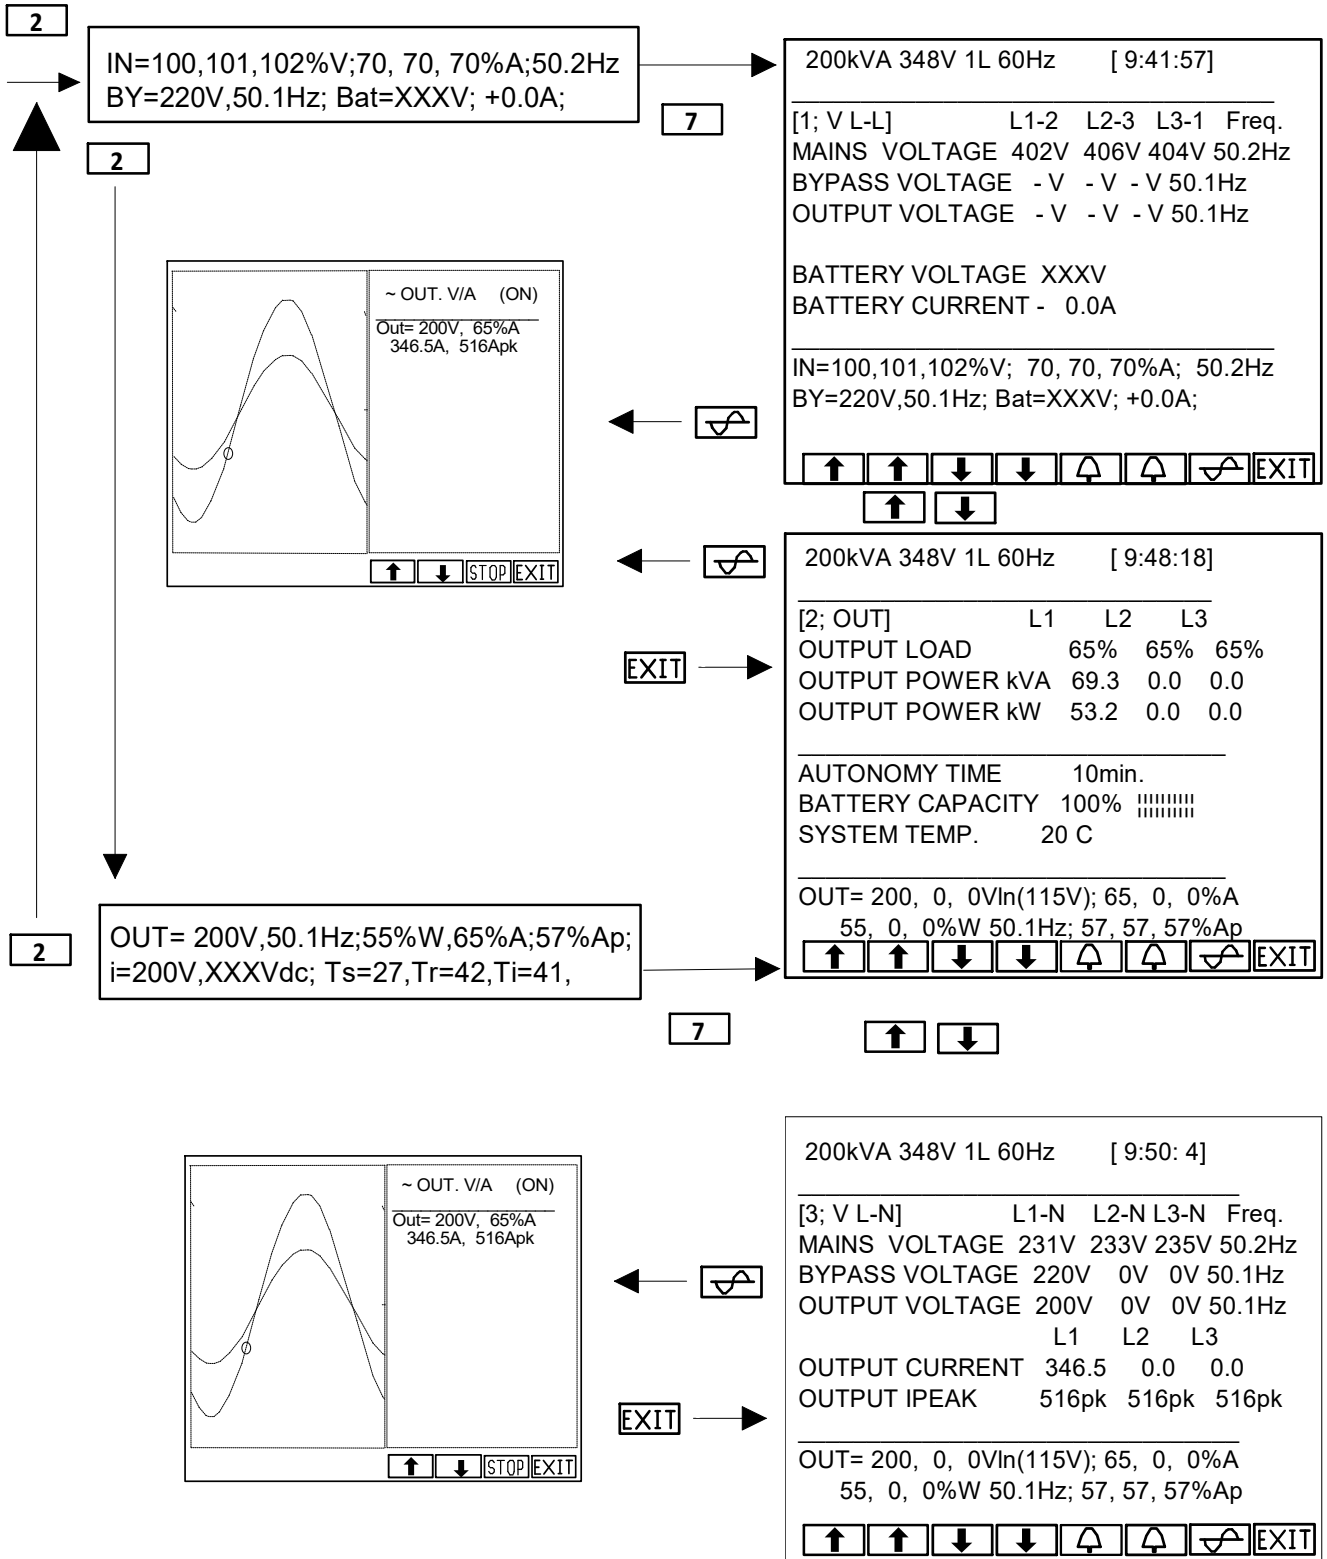 2
IN=100,101,102%V;70, 70, 70%A;50.2Hz
BY=220V,50.1Hz; Bat=XXXV; +0.0A;
7
2
200kVA 348V 1L 60Hz [ 9:41:57]
[1; V L-L] L1-2 L2-3 L3-1 Freq.
MAINS VOLTAGE 402V 406V 404V 50.2Hz
BYPASS VOLTAGE - V - V - V 50.1Hz
OUTPUT VOLTAGE - V - V - V 50.1Hz
BATTERY VOLTAGE XXXV
BATTERY CURRENT - 0.0A
IN=100,101,102%V; 70, 70, 70%A; 50.2Hz
BY=220V,50.1Hz; Bat=XXXV; +0.0A;
EXIT
~ OUT. V/A (ON)
Out= 200V, 65%A
346.5A, 516Apk
STOP EXIT
200kVA 348V 1L 60Hz [ 9:48:18]
[2; OUT] L1 L2 L3
OUTPUT LOAD 65% 65% 65%
OUTPUT POWER kVA 69.3 0.0 0.0
OUTPUT POWER kW 53.2 0.0 0.0
AUTONOMY TIME 10min.
BATTERY CAPACITY 100% ¦¦¦¦¦¦¦¦¦¦
SYSTEM TEMP. 20 C
OUT= 200, 0, 0Vln(115V); 65, 0, 0%A
55, 0, 0%W 50.1Hz; 57, 57, 57%Ap
EXIT
EXIT
2
OUT= 200V,50.1Hz;55%W,65%A;57%Ap;
i=200V,XXXVdc; Ts=27,Tr=42,Ti=41,
7
~ OUT. V/A (ON)
Out= 200V, 65%A
346.5A, 516Apk
STOP EXIT
EXIT
200kVA 348V 1L 60Hz [ 9:50: 4]
[3; V L-N] L1-N L2-N L3-N Freq.
MAINS VOLTAGE 231V 233V 235V 50.2Hz
BYPASS VOLTAGE 220V 0V 0V 50.1Hz
OUTPUT VOLTAGE 200V 0V 0V 50.1Hz
L1 L2 L3
OUTPUT CURRENT 346.5 0.0 0.0
OUTPUT IPEAK 516pk 516pk 516pk
OUT= 200, 0, 0Vln(115V); 65, 0, 0%A
55, 0, 0%W 50.1Hz; 57, 57, 57%Ap
EXIT